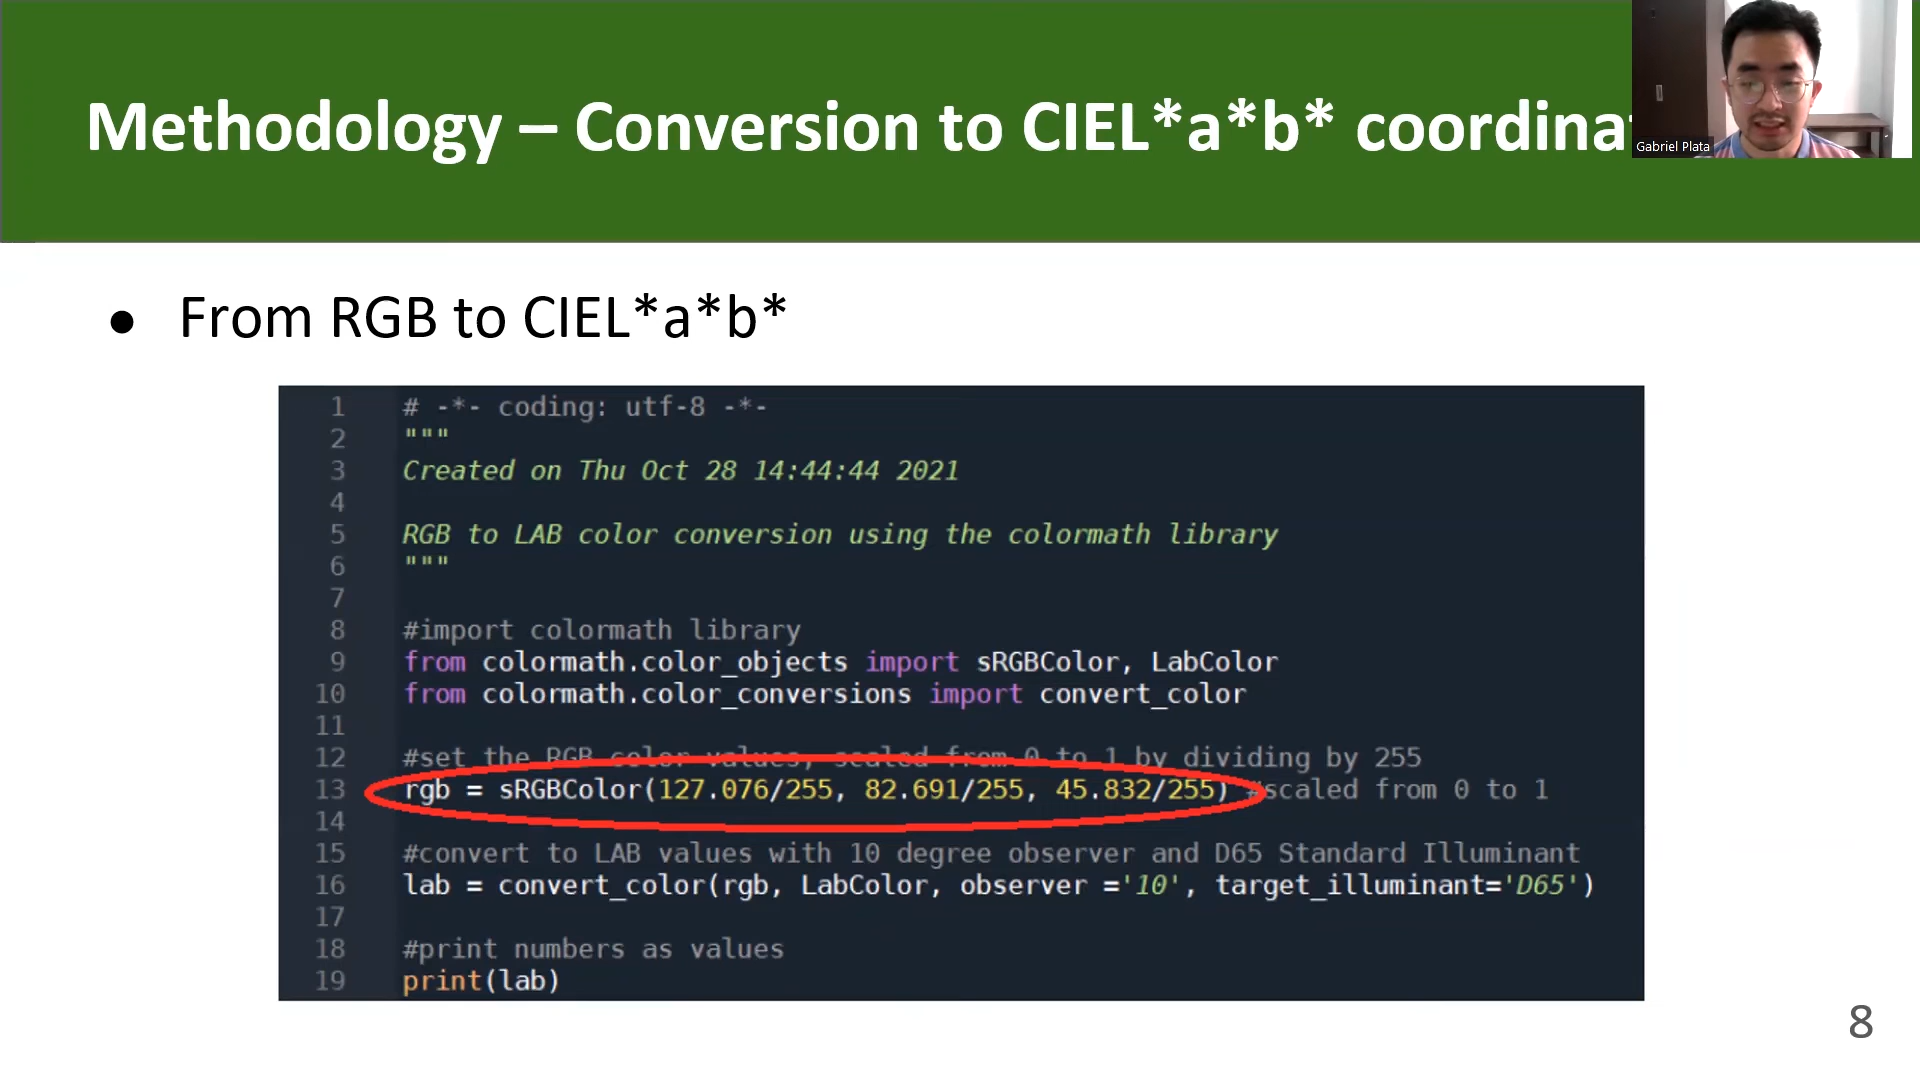 Methodology – Conversion to CIEL*a*b* coordina
Gabriel Plata
● From RGB to CIEL*a*b*
1 # -*- coding: utf-8 -*-
2 """
3 Created on Thu Oct 28 14:44:44 2021
4
5 RGB to LAB color conversion using the colormath library
6 """
7
8 #import colormath library
9 from colormath.color_objects import sRGBColor, LabColor
10 from colormath.color_conversions import convert_color
11
12 #set the RGB color values, scaled from 0 to 1 by dividing by 255
13 rgb = sRGBColor(127.076/255, 82.691/255, 45.832/255) #scaled from 0 to 1
14
15 #convert to LAB values with 10 degree observer and D65 Standard Illuminant
16 lab = convert_color(rgb, LabColor, observer ='10', target_illuminant='D65')
17
18 #print numbers as values
19 print(lab)
8